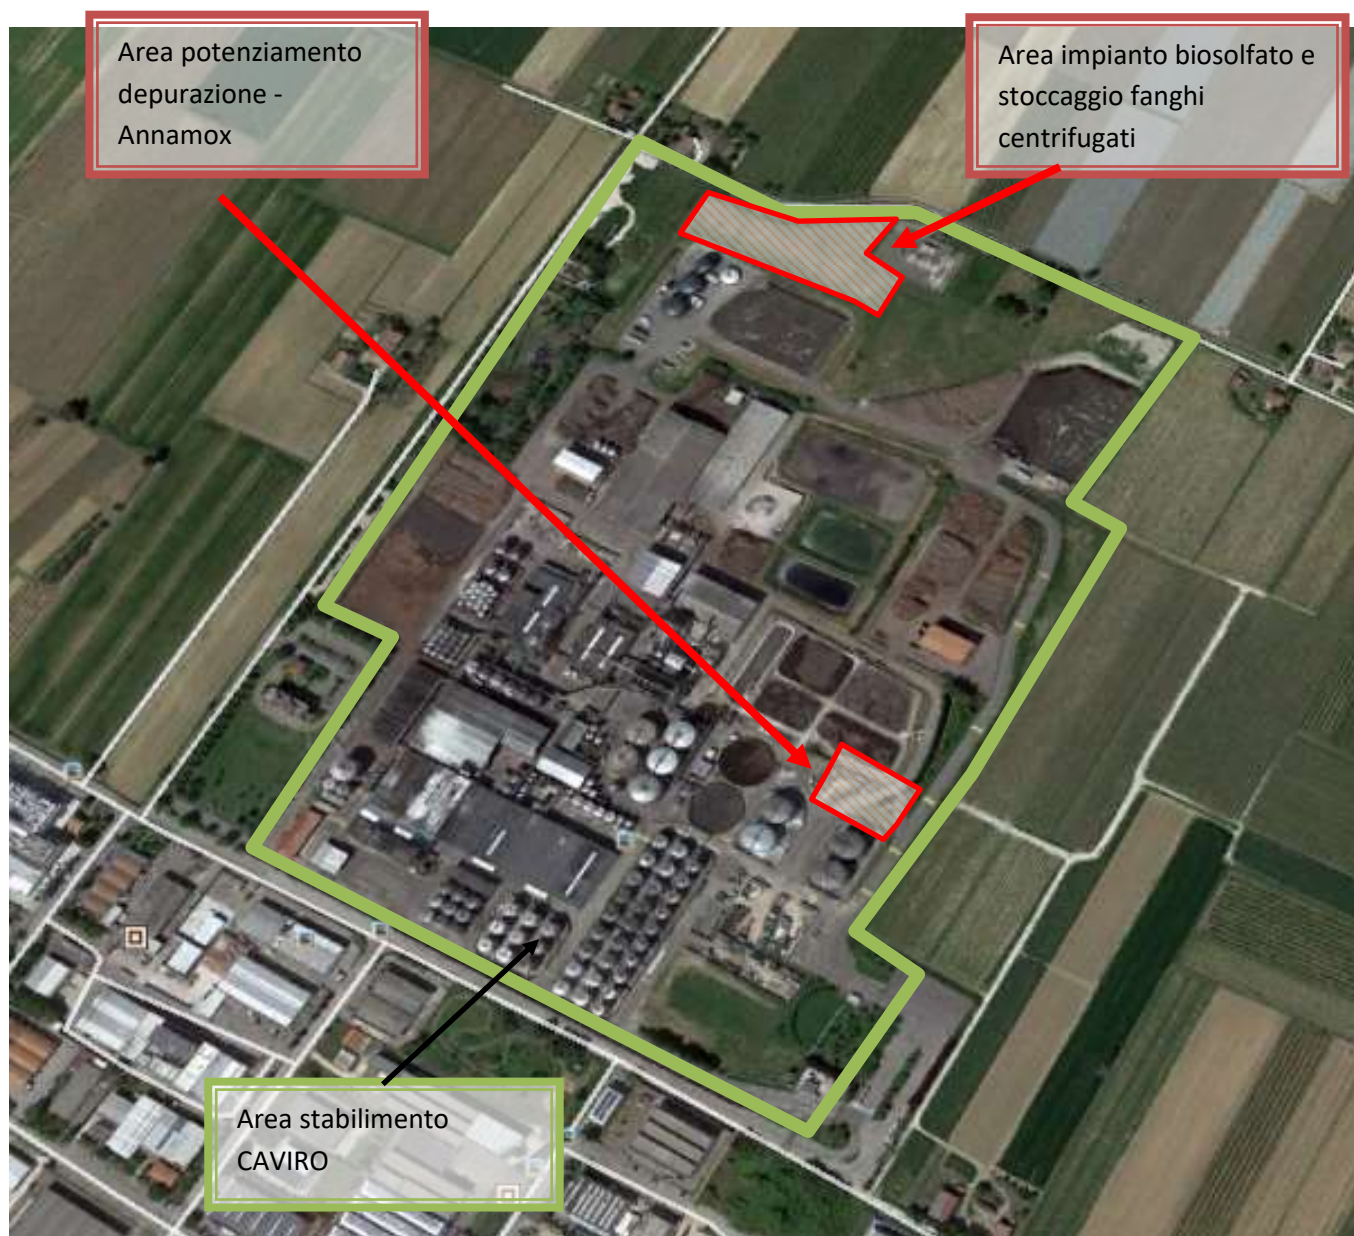 Area potenziamento
depurazione -
Annamox
Area impianto biosolfato e
stoccaggio fanghi
centrifugati
Area stabilimento
CAVIRO